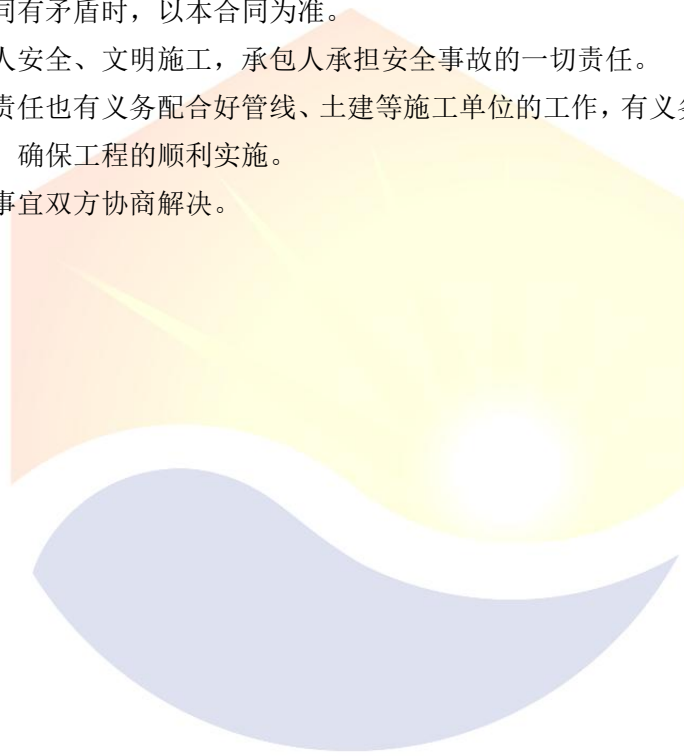 同有矛盾时，以本合同为准。
人安全、文明施工，承包人承担安全事故的一切责任。
责任也有义务配合好管线、土建等施工单位的工作，有义务
确保工程的顺利实施。
事宜双方协商解决。